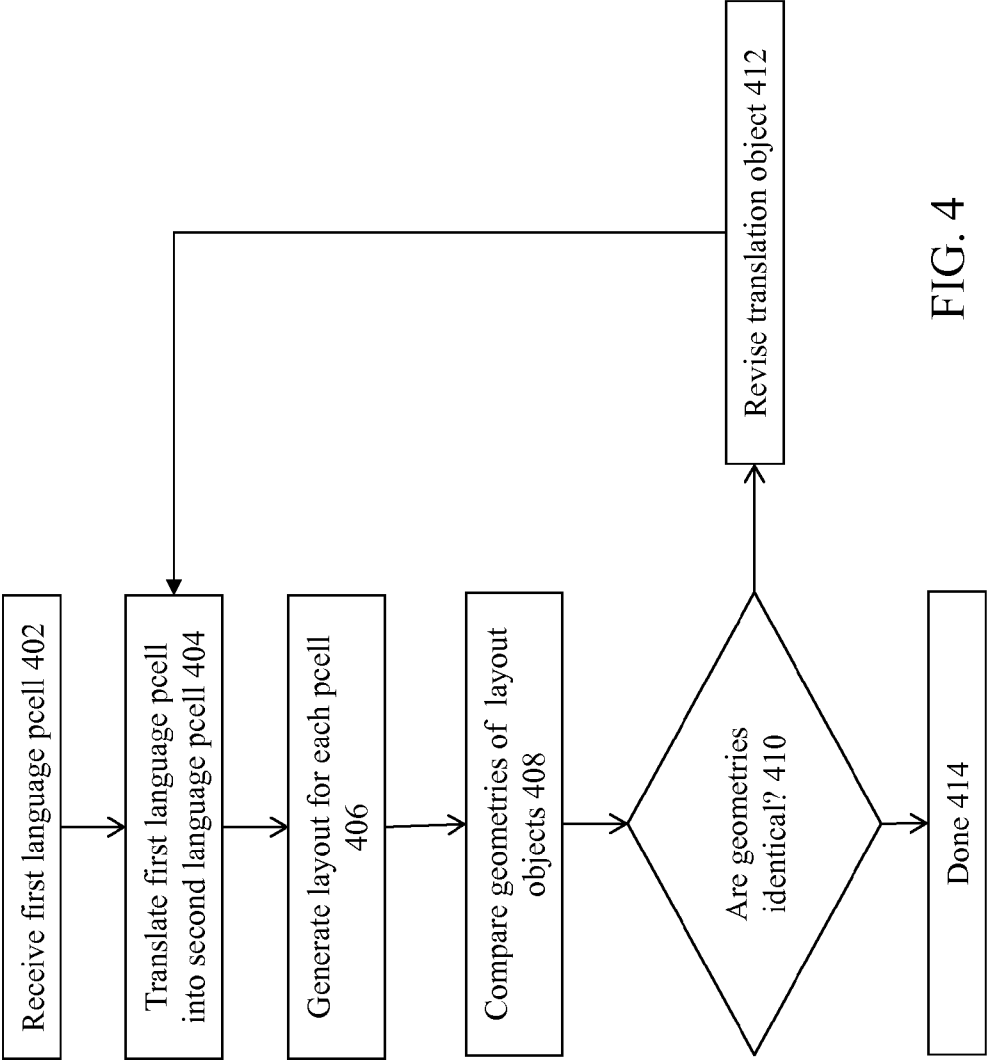 Receive first language pcell 402
Translate first language pcell
into second language pcell 404
Generate layout for each pcell
406
Compare geometries of layout
objects 408
Are geometries
identical? 410
Revise translation object 412
Done 414
FIG. 4